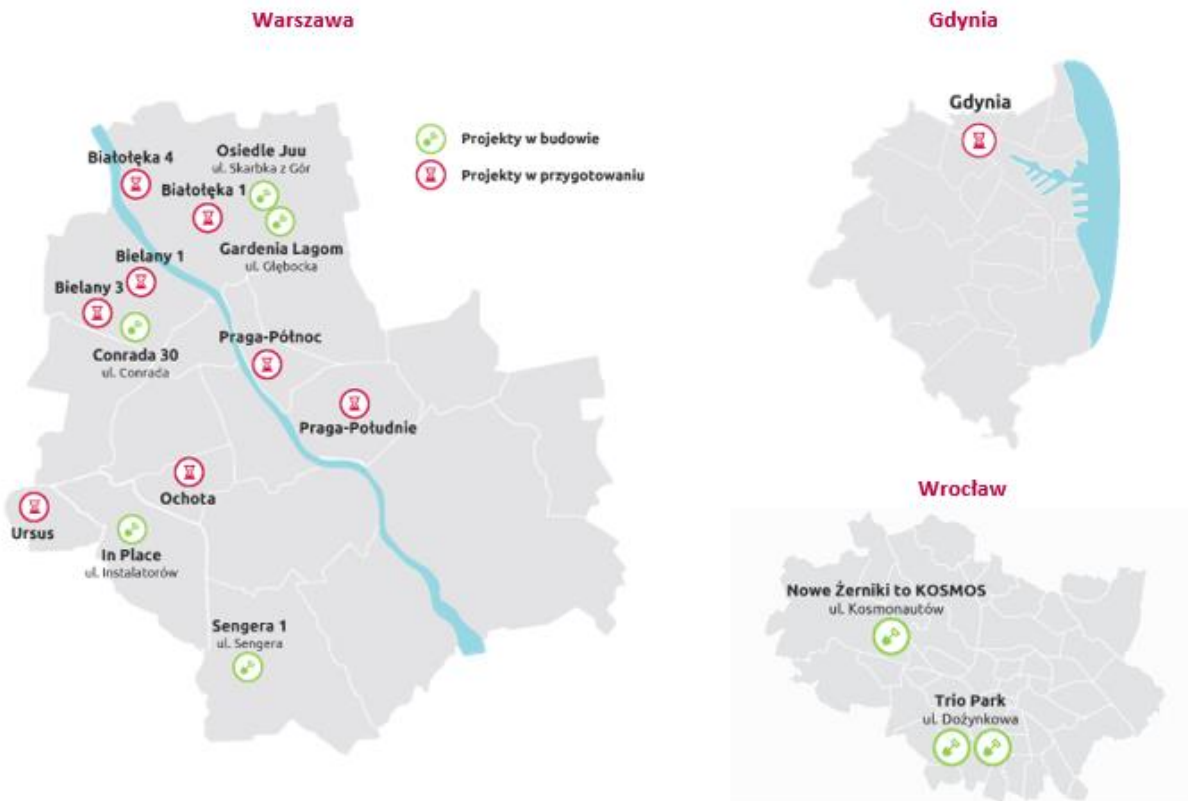 Warszawa
Białołęka 4
Osiedle Juu
ul. Skarbka z Gór
Białołęka 1
Gardenia Lagom
ul. Głębocka
Bielany 1
Bielany 3
Conrada 30
ul. Conrada
Praga-Północ
Praga-Południe
Ochota
Ursus
In Place
ul. Instalatorów
Sengera 1
ul. Sengera
Projekty w budowie
Projekty w przygotowaniu
Gdynia
Gdynia
Wrocław
Nowe Żerniki to KOSMOS
ul. Kosmonautów
Trio Park
ul. Dożynkowa